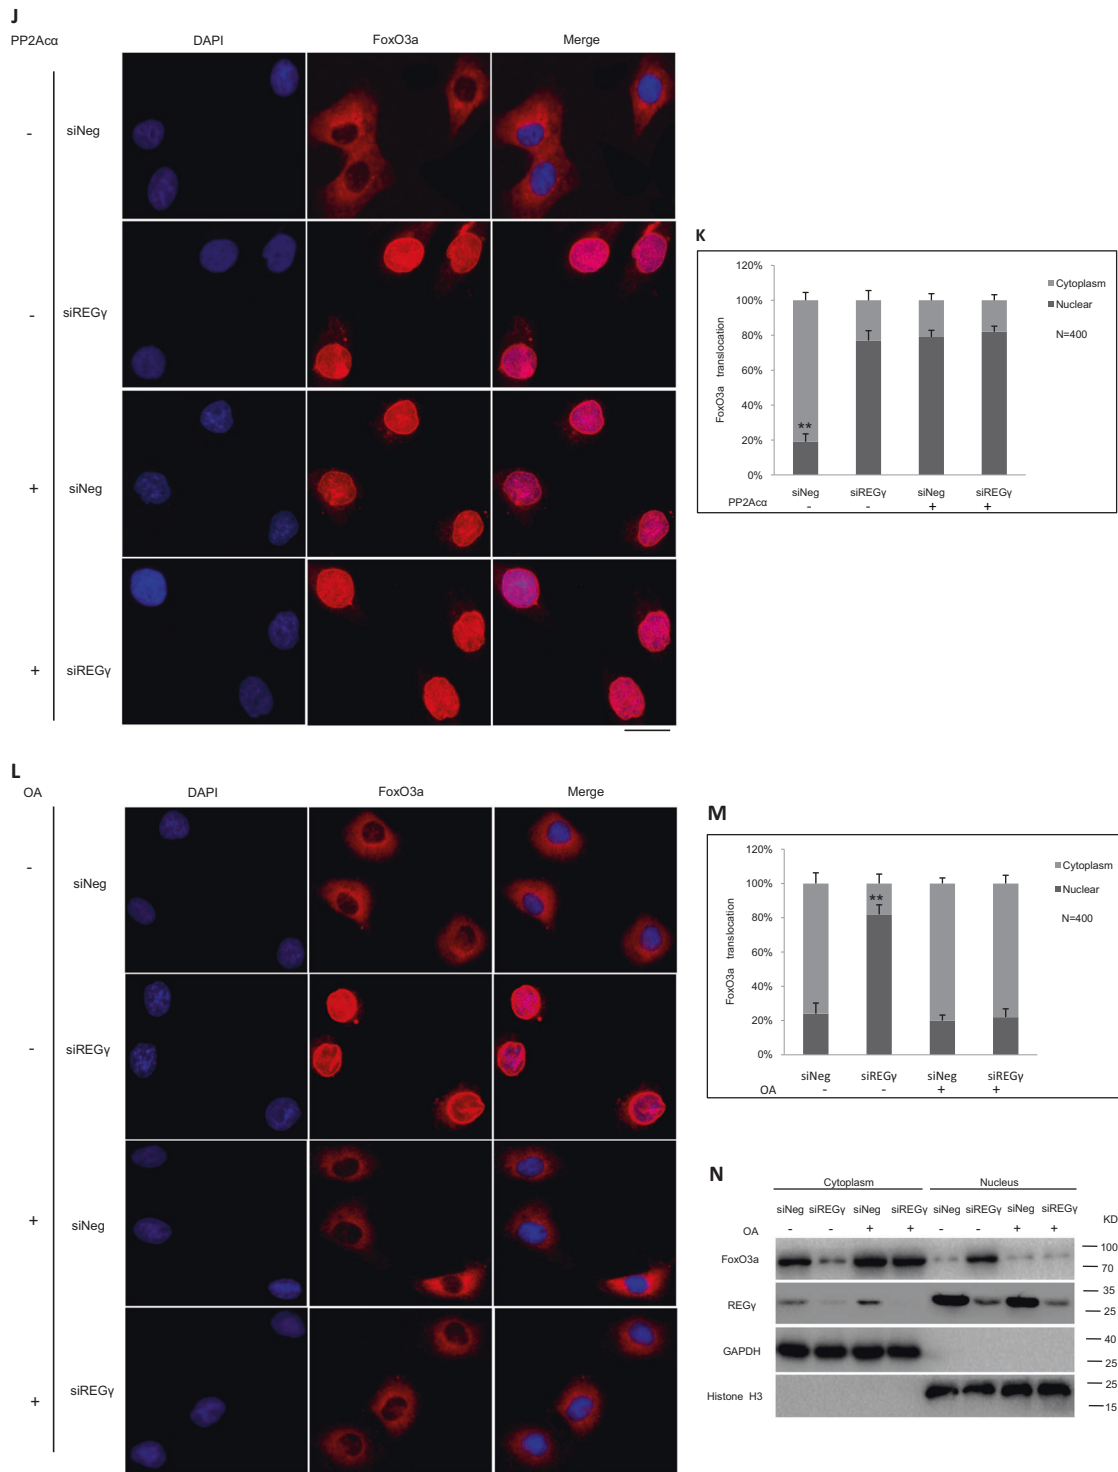 J
PP2Acα DAPI FoxO3a Merge
- siNeg
- siREGγ
+ siNeg
+ siREGγ
K
120%
100%
80%
60%
40%
20%
0%
FoxO3a translocation
**
Cytoplasm
Nuclear
N=400
siNeg siREGγ siNeg siREGγ
PP2Acα - - + +
L
OA DAPI FoxO3a Merge
- siNeg
- siREGγ
+ siNeg
+ siREGγ
M
120%
100%
80%
60%
40%
20%
0%
FoxO3a translocation
**
Cytoplasm
Nuclear
N=400
siNeg siREGγ siNeg siREGγ
OA - - + +
N
Cytoplasm Nucleus
siNeg siREGγ siNeg siREGγ siNeg siREGγ siNeg siREGγ KD
OA - - + + - - + +
FoxO3a 100
70
REGγ 35
25
GAPDH 40
25
Histone H3 25
15